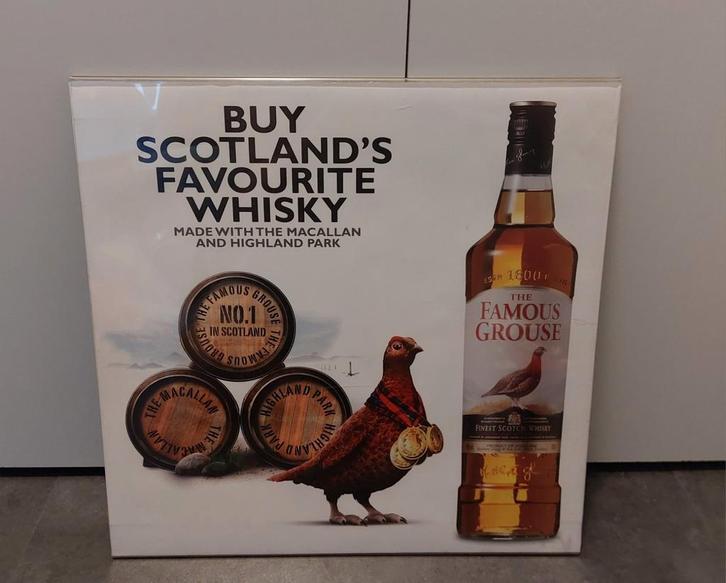 BUY
SCOTLAND'S
FAVOURITE
WHISKY
MADE WITH THE MACALLAN
AND HIGHLAND PARK
THE FAMOUS GROUSE THE FAMOUS GROUSE
NO.1
IN SCOTLAND
THE MACALLAN THE MACALLAN
HIGHLAND PARK HIGHLAND PARK
1800
THE
FAMOUS
GROUSE
FINEST SCOTCH WHISKY